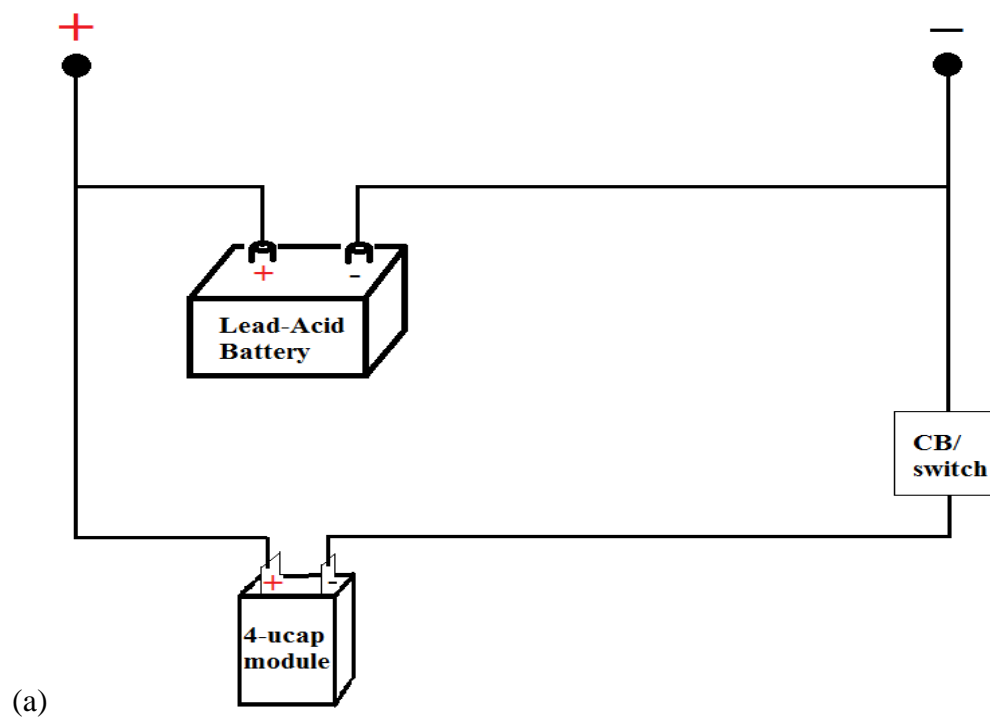 + −
+ -
Lead-Acid
Battery
CB/
switch
+ -
4-ucap
module
(a)